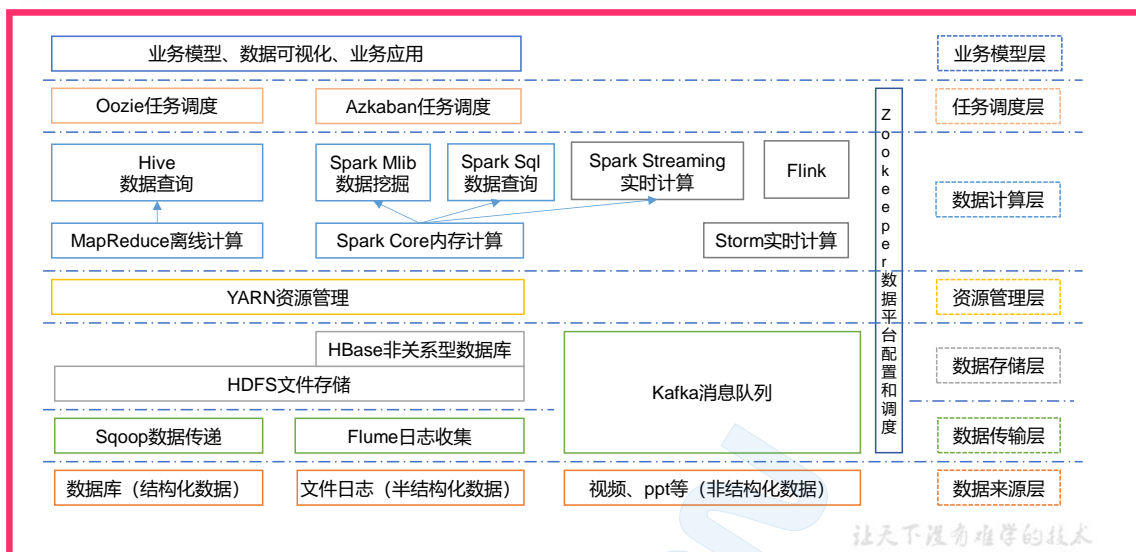 业务模型、数据可视化、业务应用
业务模型层
Oozie任务调度
Azkaban任务调度
任务调度层
Hive
数据查询
Spark Mlib
数据挖掘
Spark Sql
数据查询
Spark Streaming
实时计算
Flink
数据计算层
MapReduce离线计算
Spark Core内存计算
Storm实时计算
Zookeeper数据平台配置和调度
YARN资源管理
资源管理层
HBase非关系型数据库
HDFS文件存储
Kafka消息队列
数据存储层
Sqoop数据传递
Flume日志收集
数据传输层
数据库（结构化数据）
文件日志（半结构化数据）
视频、ppt等（非结构化数据）
数据来源层
让天下没有难学的技术